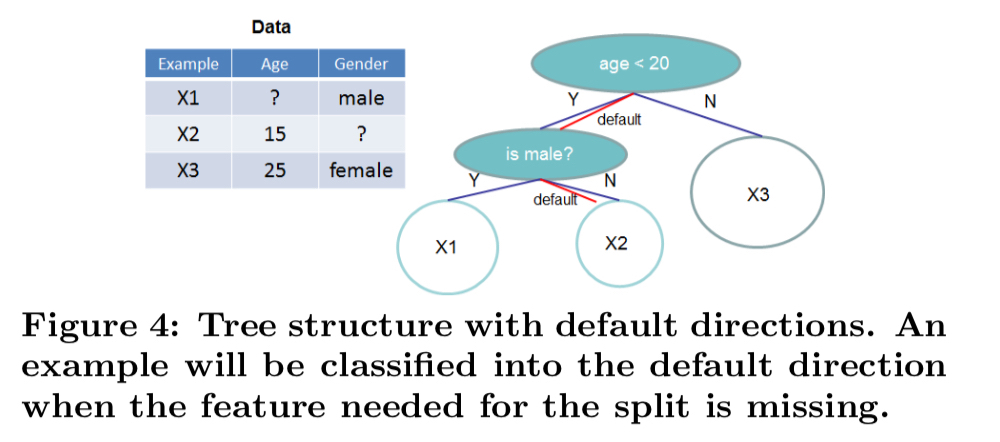 Data
Example Age Gender
X1 ? male
X2 15 ?
X3 25 female
age < 20
Y N
default
is male?
Y N
default
X3
X1 X2
Figure 4: Tree structure with default directions. An
example will be classified into the default direction
when the feature needed for the split is missing.